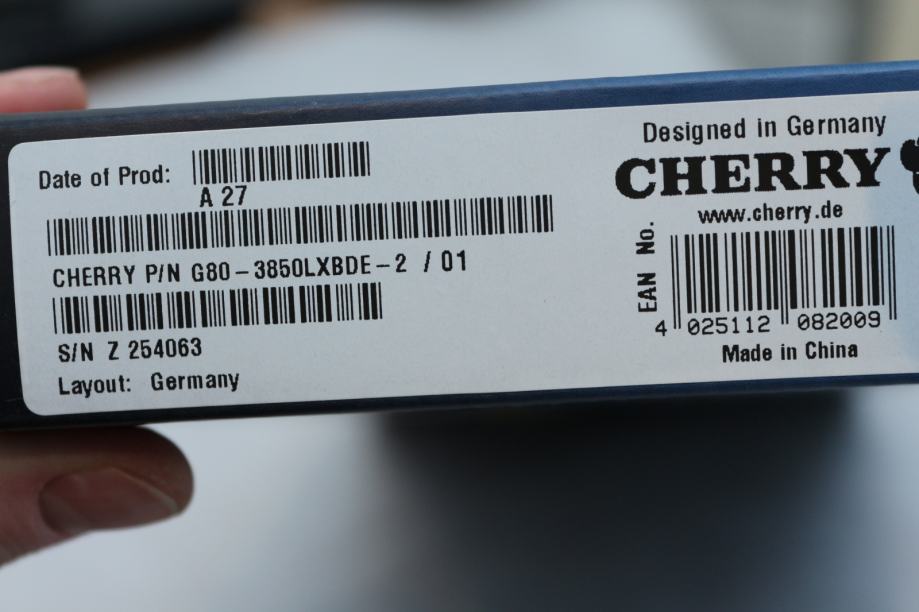 Date of Prod:
A 27
CHERRY P/N G80-3850LXBDE-2 / 01
S/N Z 254063
Layout: Germany
Designed in Germany
CHERRY
www.cherry.de
EAN No.
4 025112 082009
Made in China